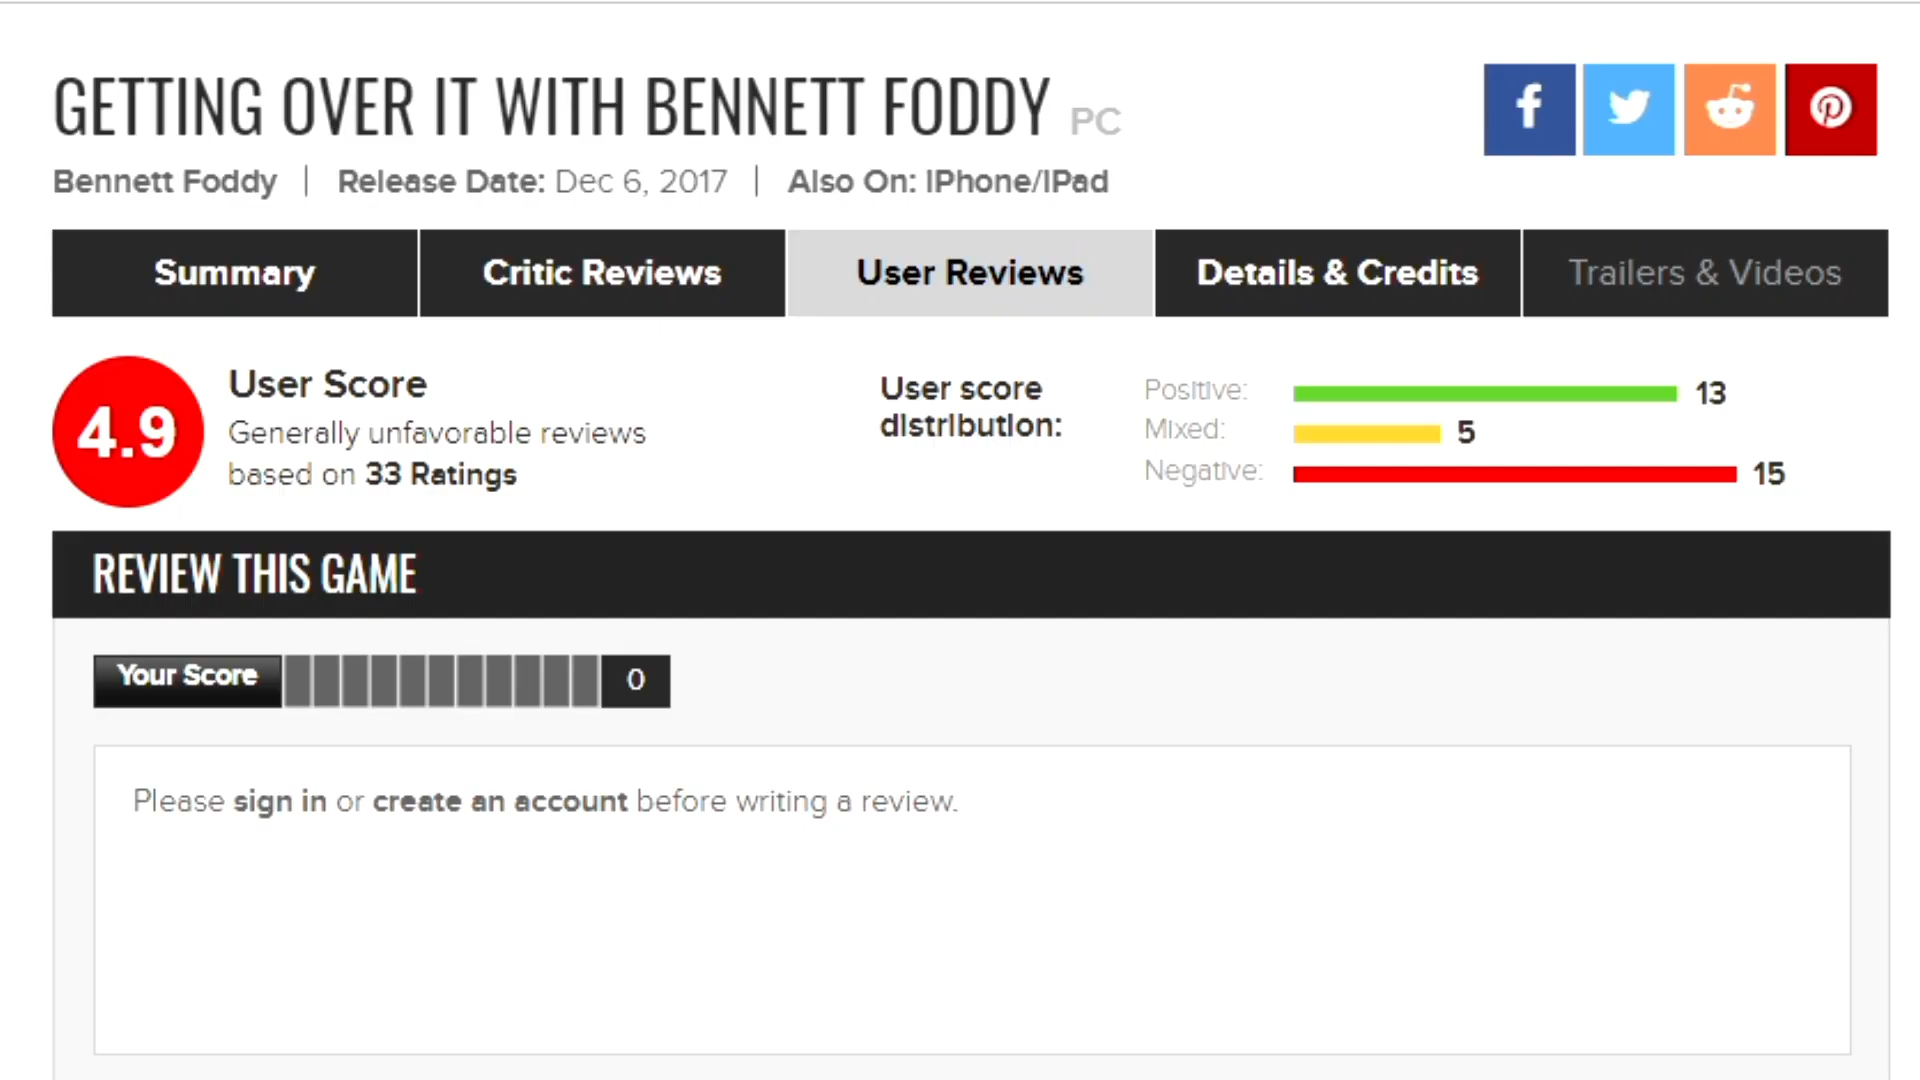 GETTING OVER IT WITH BENNETT FODDY PC
Bennett Foddy | Release Date: Dec 6, 2017 | Also On: iPhone/iPad
Summary Critic Reviews User Reviews Details & Credits Trailers & Videos
4.9
User Score
Generally unfavorable reviews
based on 33 Ratings
User score
distribution:
Positive: 13
Mixed: 5
Negative: 15
REVIEW THIS GAME
Your Score 0
Please sign in or create an account before writing a review.